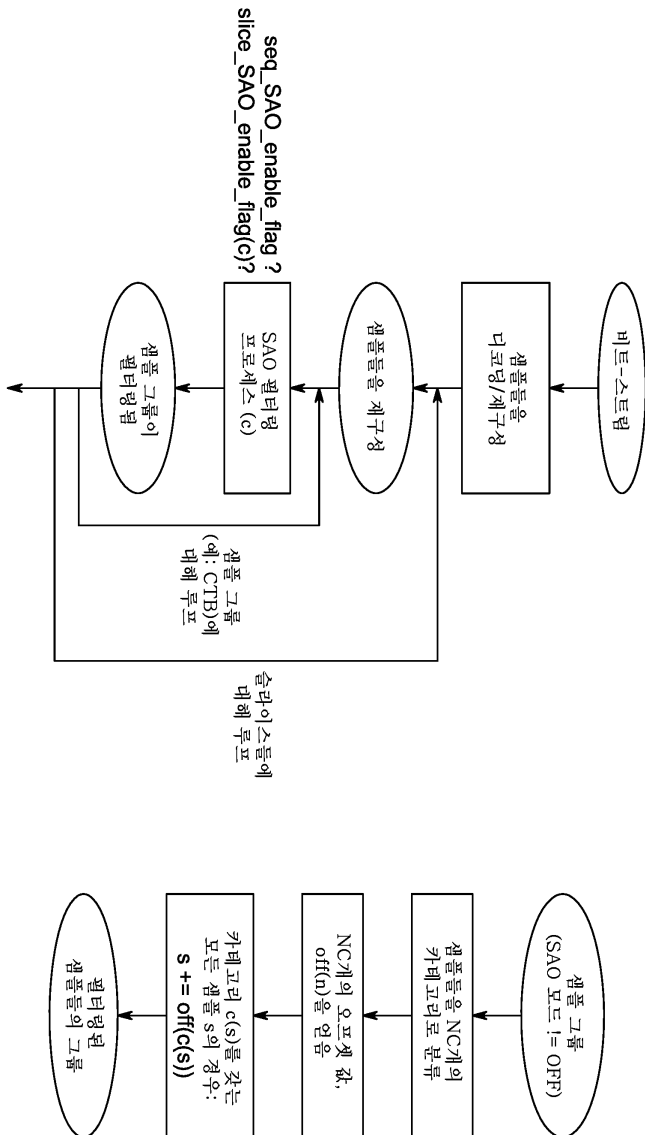 비트-스트림
샘플들을
디코딩/재구성
샘플들을 재구성
seq_SAO_enable_flag ?
slice_SAO_enable_flag(c)?
SAO 필터링
프로세스 (c)
샘플 그룹이
필터링됨
샘플 그룹
(예: CTB)에
대해 루프
슬라이스들에
대해 루프
샘플 그룹
(SAO 모드 != OFF)
샘플들을 NC개의
카테고리로 분류
NC개의 오프셋 값,
off(n)을 얻음
카테고리 c(s)를 갖는
모든 샘플 s의 경우:
s += off(c(s))
필터링된
샘플들의 그룹